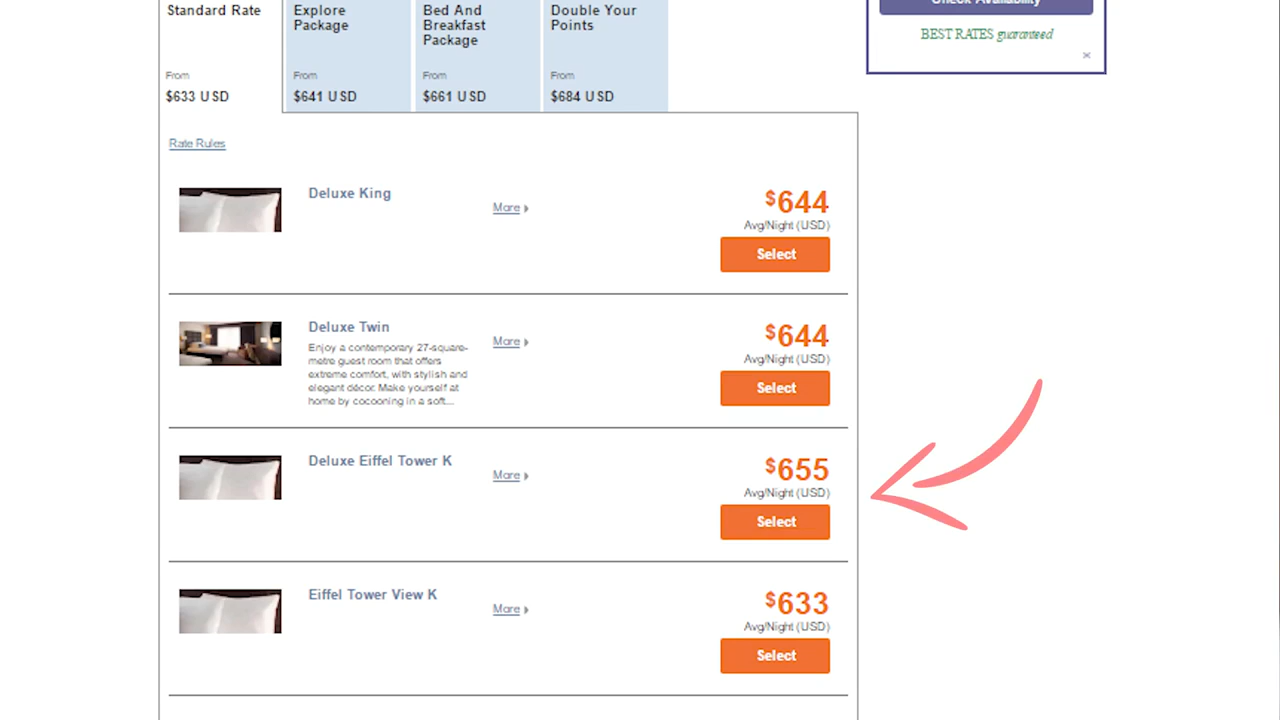 Standard Rate
From
$633 USD
Explore
Package
From
$641 USD
Bed And
Breakfast
Package
From
$661 USD
Double Your
Points
From
$684 USD
Check Availability
BEST RATES guaranteed
×
Rate Rules
Deluxe King
More
$644
Avg/Night (USD)
Select
Deluxe Twin
Enjoy a contemporary 27-square-
metre guest room that offers
extreme comfort, with stylish and
elegant décor. Make yourself at
home by cocooning in a soft...
More
$644
Avg/Night (USD)
Select
Deluxe Eiffel Tower K
More
$655
Avg/Night (USD)
Select
Eiffel Tower View K
More
$633
Avg/Night (USD)
Select